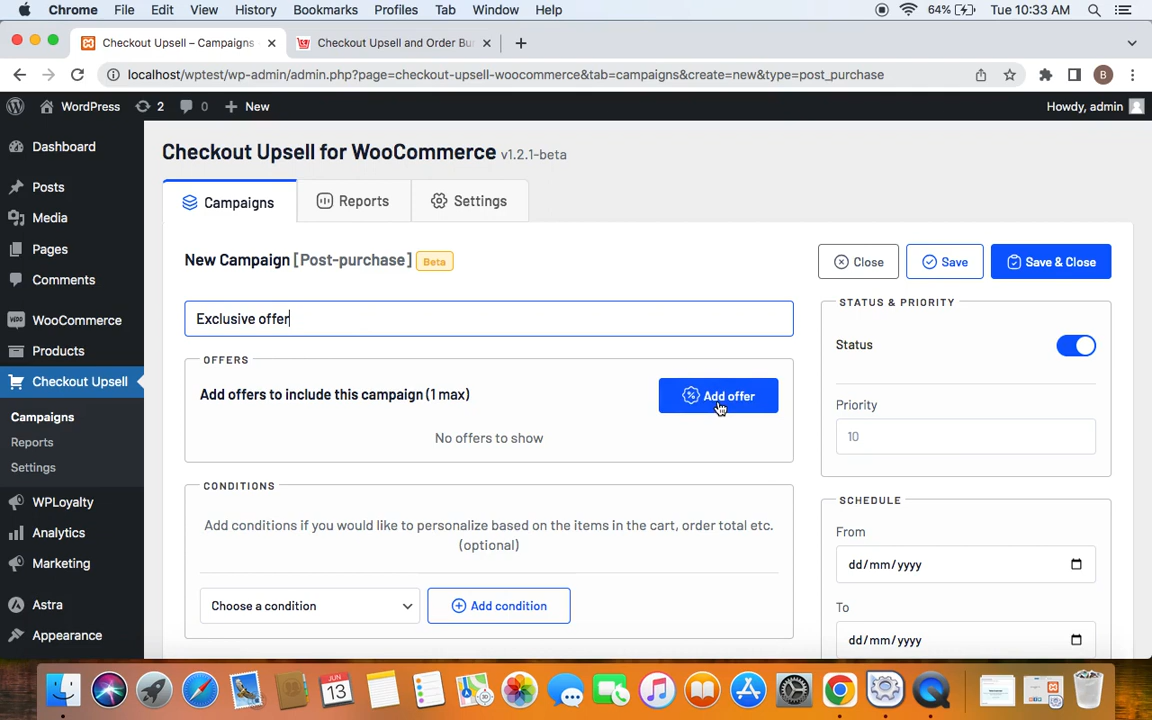 Chrome File Edit View History Bookmarks Profiles Tab Window Help 64% Tue 10:33 AM
Checkout Upsell – Campaigns Checkout Upsell and Order Bu
localhost/wptest/wp-admin/admin.php?page=checkout-upsell-woocommerce&tab=campaigns&create=new&type=post_purchase B
WordPress 2 0 New Howdy, admin
Dashboard
Posts
Media
Pages
Comments
WooCommerce
Products
Checkout Upsell
Campaigns
Reports
Settings
WPLoyalty
Analytics
Marketing
Astra
Appearance
Checkout Upsell for WooCommerce v1.2.1-beta
Campaigns Reports Settings
New Campaign [Post-purchase] Beta
Close Save Save & Close
Exclusive offer
OFFERS
Add offers to include this campaign (1 max) Add offer
No offers to show
CONDITIONS
Add conditions if you would like to personalize based on the items in the cart, order total etc.
(optional)
Choose a condition Add condition
STATUS & PRIORITY
Status
Priority
10
SCHEDULE
From
dd/mm/yyyy
To
dd/mm/yyyy
JUN
13